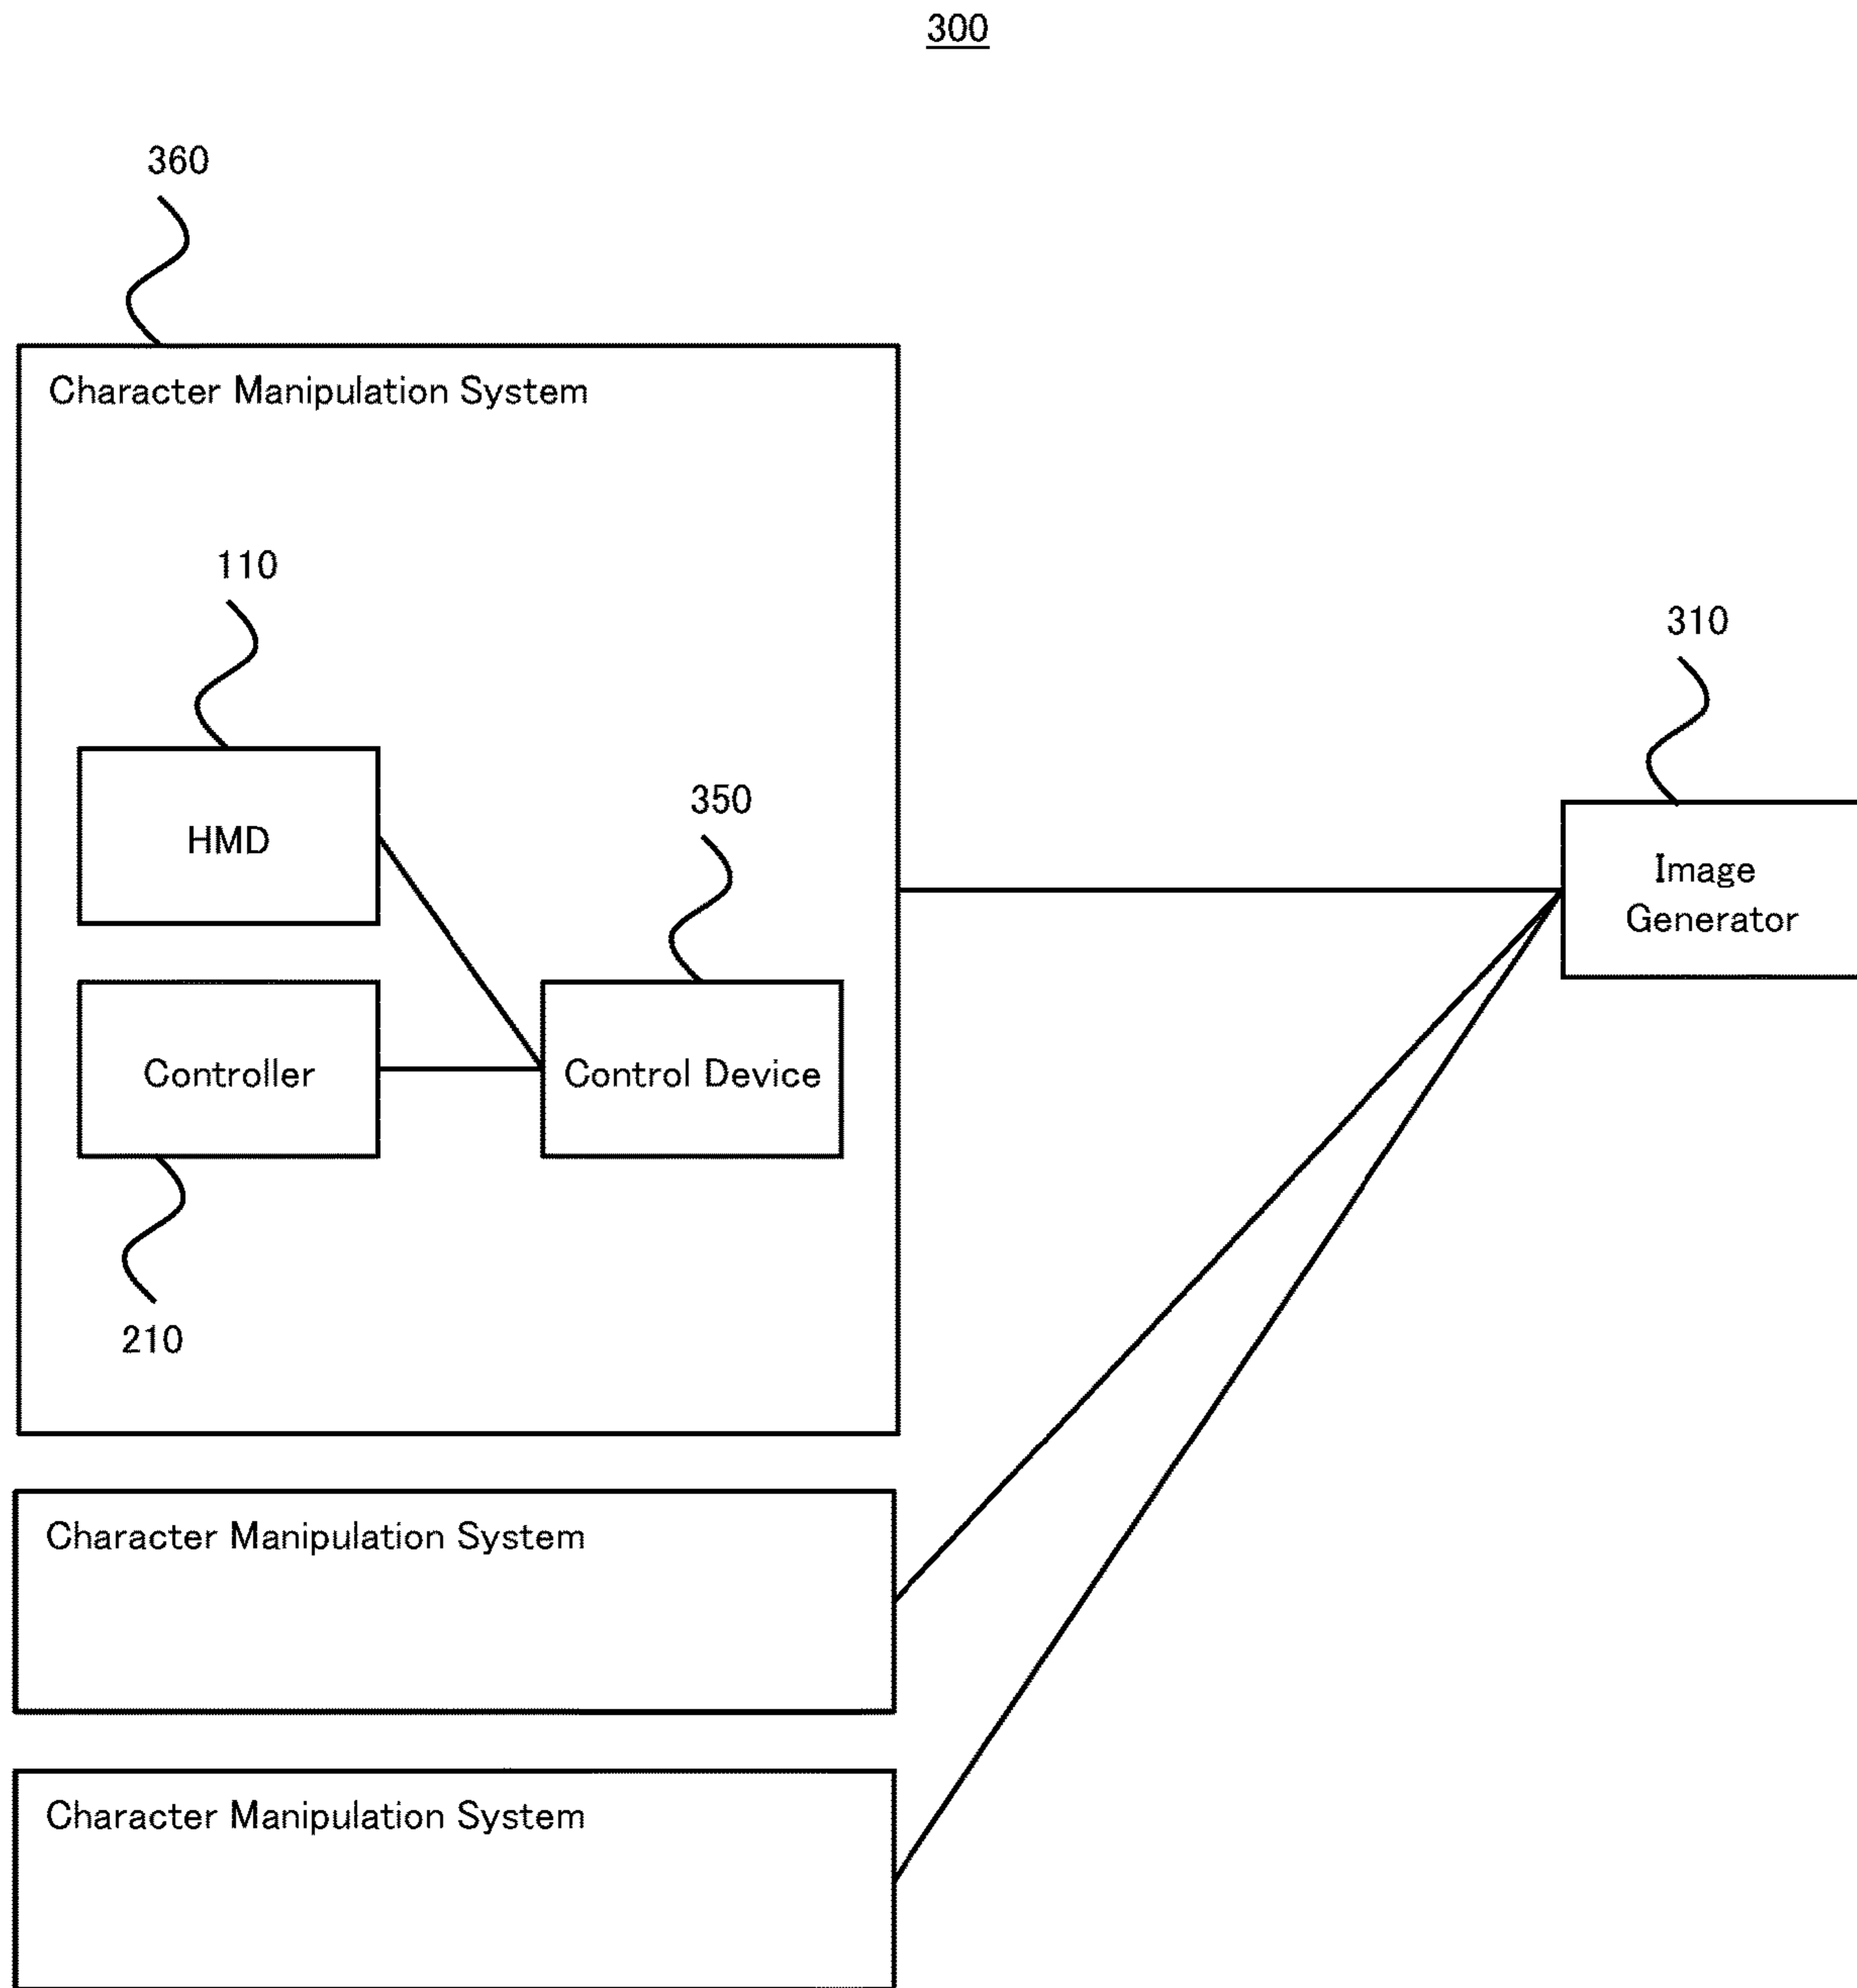 300
360
Character Manipulation System
110
310
HMD
350
Image
Generator
Controller
Control Device
210
Character Manipulation System
Character Manipulation System